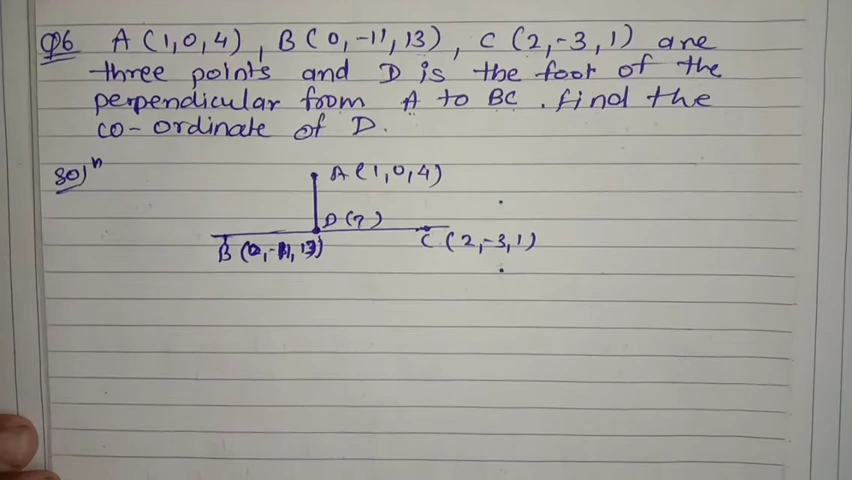 Q6 A (1,0,4) , B (0,-11,13) , C (2,-3,1) are
three points and D is the foot of the
perpendicular from A to BC . find the
co-ordinate of D.
Solⁿ
A (1,0,4)
D (?)
B (0,-11,13)
C (2,-3,1)